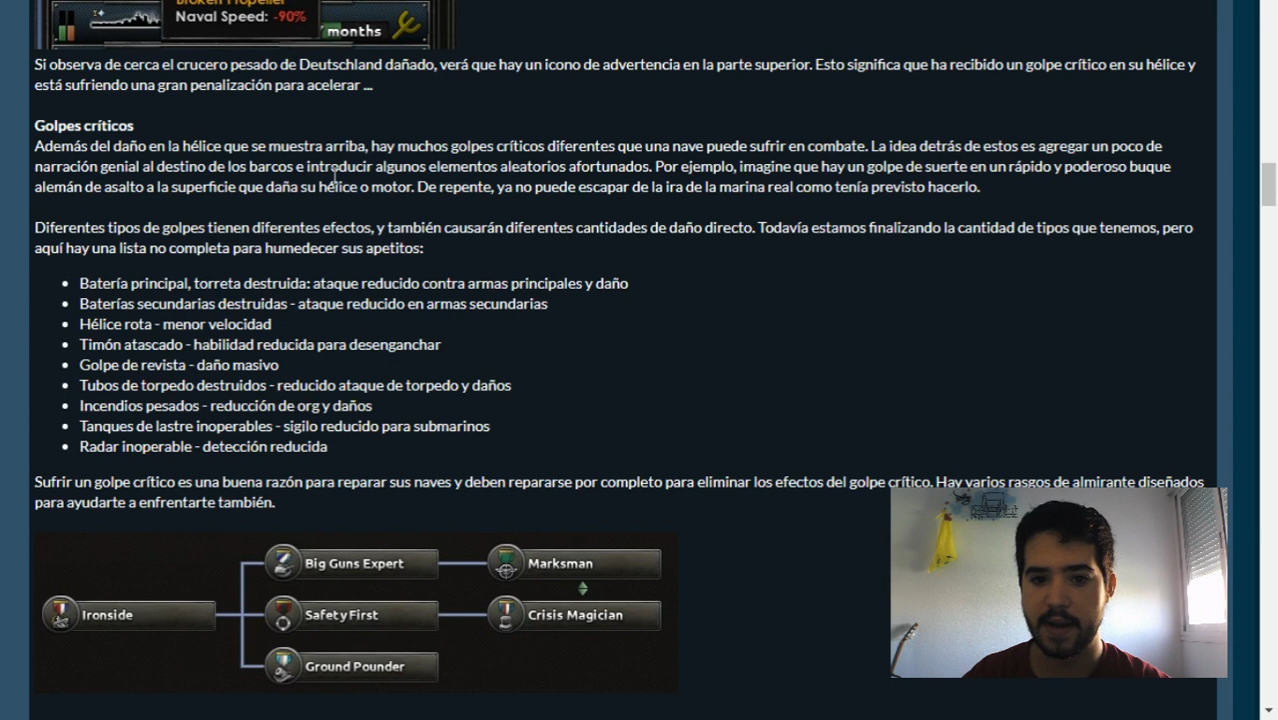 Broken Propeller
Naval Speed: -90%
months
Si observa de cerca el crucero pesado de Deutschland dañado, verá que hay un icono de advertencia en la parte superior. Esto significa que ha recibido un golpe crítico en su hélice y
está sufriendo una gran penalización para acelerar ...
Golpes críticos
Además del daño en la hélice que se muestra arriba, hay muchos golpes críticos diferentes que una nave puede sufrir en combate. La idea detrás de estos es agregar un poco de
narración genial al destino de los barcos e introducir algunos elementos aleatorios afortunados. Por ejemplo, imagine que hay un golpe de suerte en un rápido y poderoso buque
alemán de asalto a la superficie que daña su hélice o motor. De repente, ya no puede escapar de la ira de la marina real como tenía previsto hacerlo.
Diferentes tipos de golpes tienen diferentes efectos, y también causarán diferentes cantidades de daño directo. Todavía estamos finalizando la cantidad de tipos que tenemos, pero
aquí hay una lista no completa para humedecer sus apetitos:
• Batería principal, torreta destruida: ataque reducido contra armas principales y daño
• Baterías secundarias destruidas - ataque reducido en armas secundarias
• Hélice rota - menor velocidad
• Timón atascado - habilidad reducida para desenganchar
• Golpe de revista - daño masivo
• Tubos de torpedo destruidos - reducido ataque de torpedo y daños
• Incendios pesados - reducción de org y daños
• Tanques de lastre inoperables - sigilo reducido para submarinos
• Radar inoperable - detección reducida
Sufrir un golpe crítico es una buena razón para reparar sus naves y deben repararse por completo para eliminar los efectos del golpe crítico. Hay varios rasgos de almirante diseñados
para ayudarte a enfrentarte también.
Big Guns Expert
Marksman
Ironside
Safety First
Crisis Magician
Ground Pounder